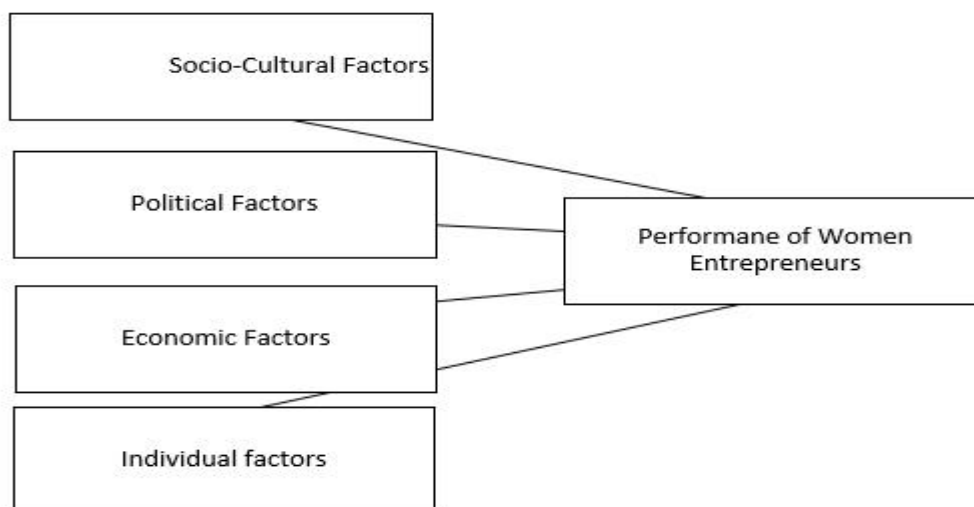 Socio-Cultural Factors
Political Factors
Performane of Women
Entrepreneurs
Economic Factors
Individual factors